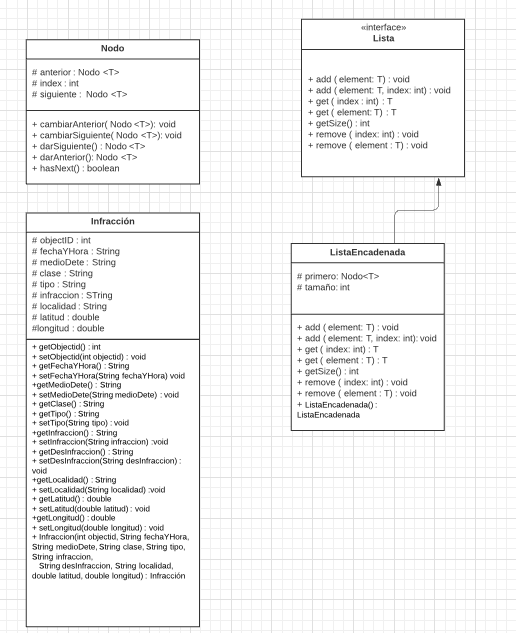 Nodo
# anterior : Nodo <T>
# index : int
# siguiente : Nodo <T>
+ cambiarAnterior( Nodo <T>): void
+ cambiarSiguiente( Nodo <T>): void
+ darSiguiente() : Nodo <T>
+ darAnterior(): Nodo <T>
+ hasNext() : boolean
Infracción
# objectID : int
# fechaYHora : String
# medioDete : String
# clase : String
# tipo : String
# infraccion : STring
# localidad : String
# latitud : double
#longitud : double
+ getObjectid() : int
+ setObjectid(int objectid) : void
+ getFechaYHora() : String
+ setFechaYHora(String fechaYHora) void
+getMedioDete() : String
+ setMedioDete(String medioDete) : void
+ getClase() : String
+ getTipo() : String
+ setTipo(String tipo) : void
+getInfraccion() : String
+ setInfraccion(String infraccion) :void
+ getDesInfraccion() : String
+ setDesInfraccion(String desInfraccion) :
void
+getLocalidad() : String
+ setLocalidad(String localidad) :void
+ getLatitud() : double
+ setLatitud(double latitud) : void
+getLongitud() : double
+ setLongitud(double longitud) : void
+ Infraccion(int objectid, String fechaYHora,
String medioDete, String clase, String tipo,
String infraccion,
String desInfraccion, String localidad,
double latitud, double longitud) : Infracción
«interface»
Lista
+ add ( element: T) : void
+ add ( element: T, index: int) : void
+ get ( index : int) : T
+ get ( element: T) : T
+ getSize() : int
+ remove ( index: int) : void
+ remove ( element : T) : void
ListaEncadenada
# primero: Nodo<T>
# tamaño: int
+ add ( element: T) : void
+ add ( element: T, index: int): void
+ get ( index: int) : T
+ get ( element : T) : T
+ getSize() : int
+ remove ( index: int) : void
+ remove ( element : T) : void
+ ListaEncadenada() :
ListaEncadenada